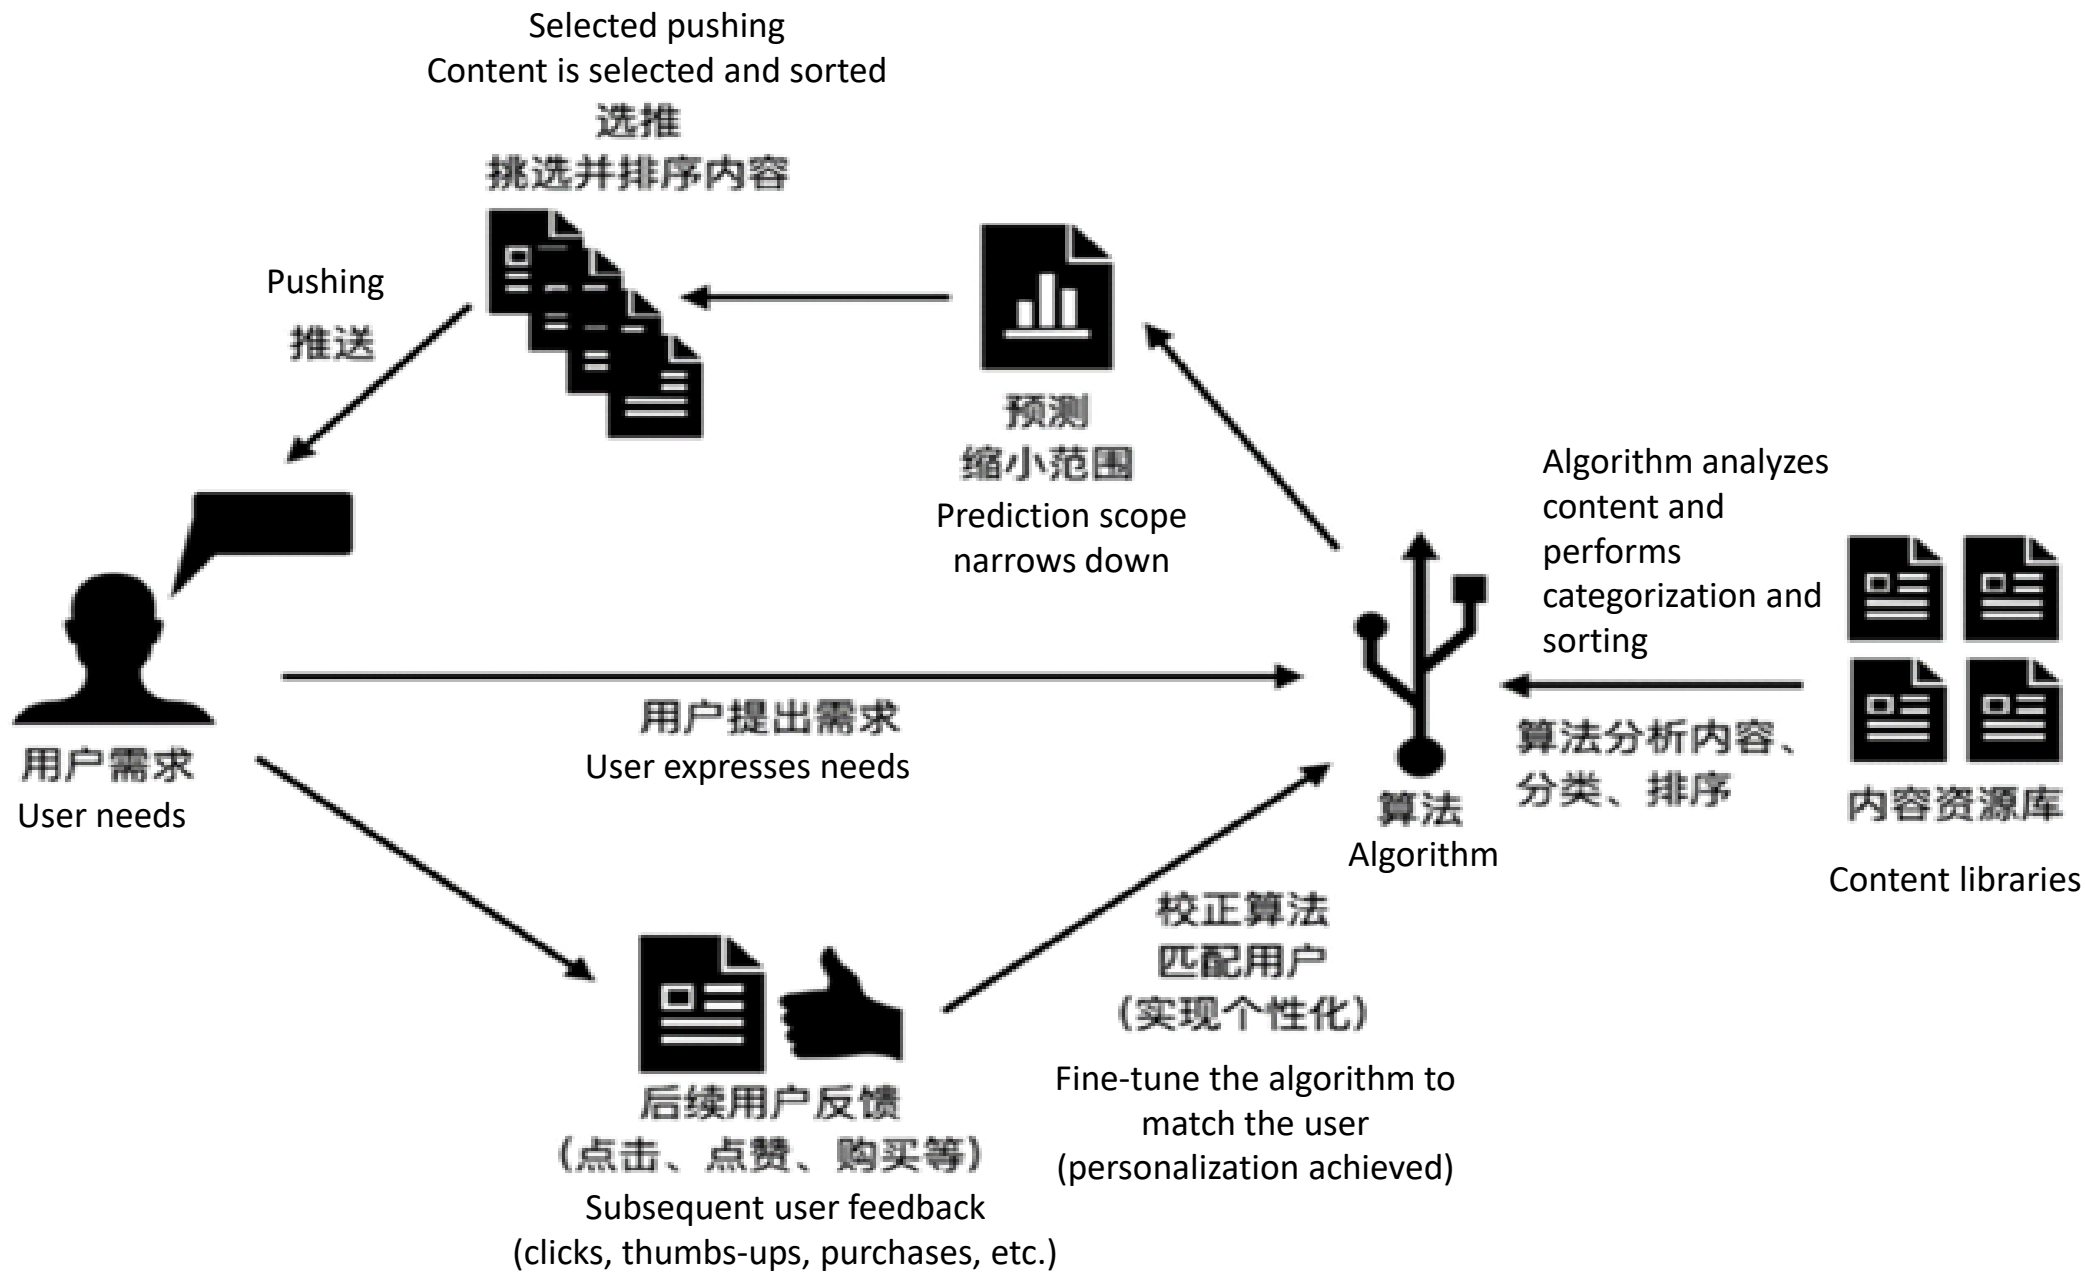 Selected pushing
Content is selected and sorted
选推
挑选并排序内容
Pushing
推送
预测
缩小范围
Prediction scope
narrows down
Algorithm analyzes
content and
performs
categorization and
sorting
用户提出需求
User expresses needs
用户需求
User needs
算法分析内容、
分类、排序
算法
Algorithm
内容资源库
Content libraries
校正算法
匹配用户
（实现个性化）
Fine-tune the algorithm to
match the user
(personalization achieved)
后续用户反馈
（点击、点赞、购买等）
Subsequent user feedback
(clicks, thumbs-ups, purchases, etc.)